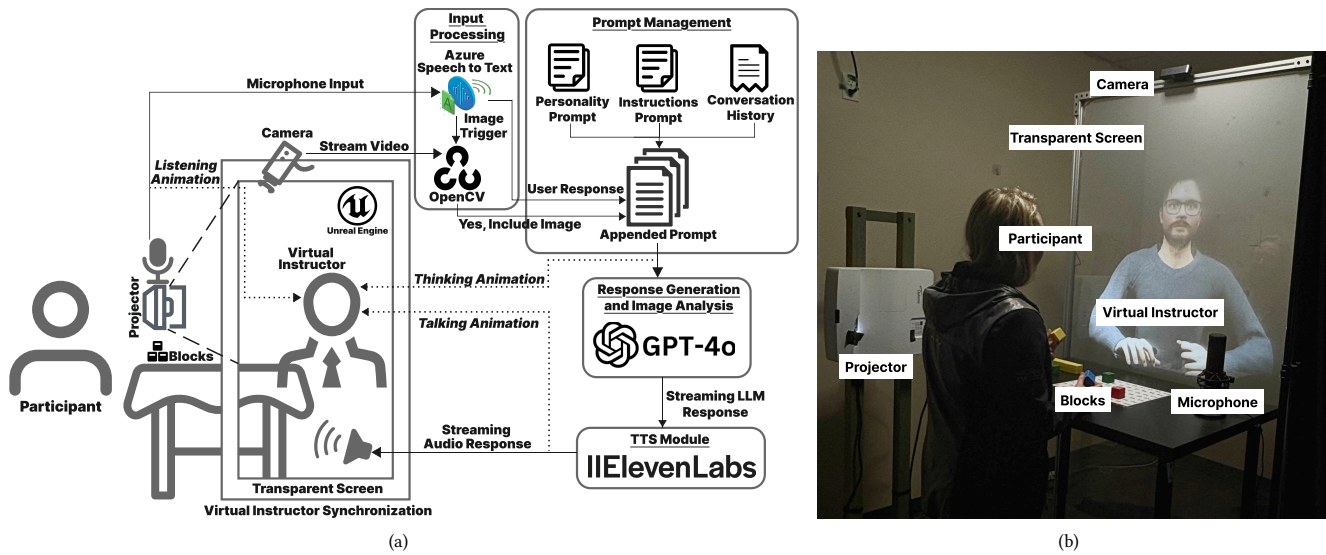 Input
Processing
Azure
Speech to Text
Image
Trigger
OpenCV
Prompt Management
Personality
Prompt
Instructions
Prompt
Conversation
History
User Response
Yes, Include Image
Appended Prompt
Microphone Input
Camera
Stream Video
Listening
Animation
Unreal Engine
Virtual
Instructor
Projector
Blocks
Participant
Thinking Animation
Talking Animation
Response Generation
and Image Analysis
GPT-4o
Streaming LLM
Response
Streaming
Audio Response
TTS Module
IIElevenLabs
Transparent Screen
Virtual Instructor Synchronization
(a)
Camera
Transparent Screen
Participant
Virtual Instructor
Projector
Blocks
Microphone
(b)